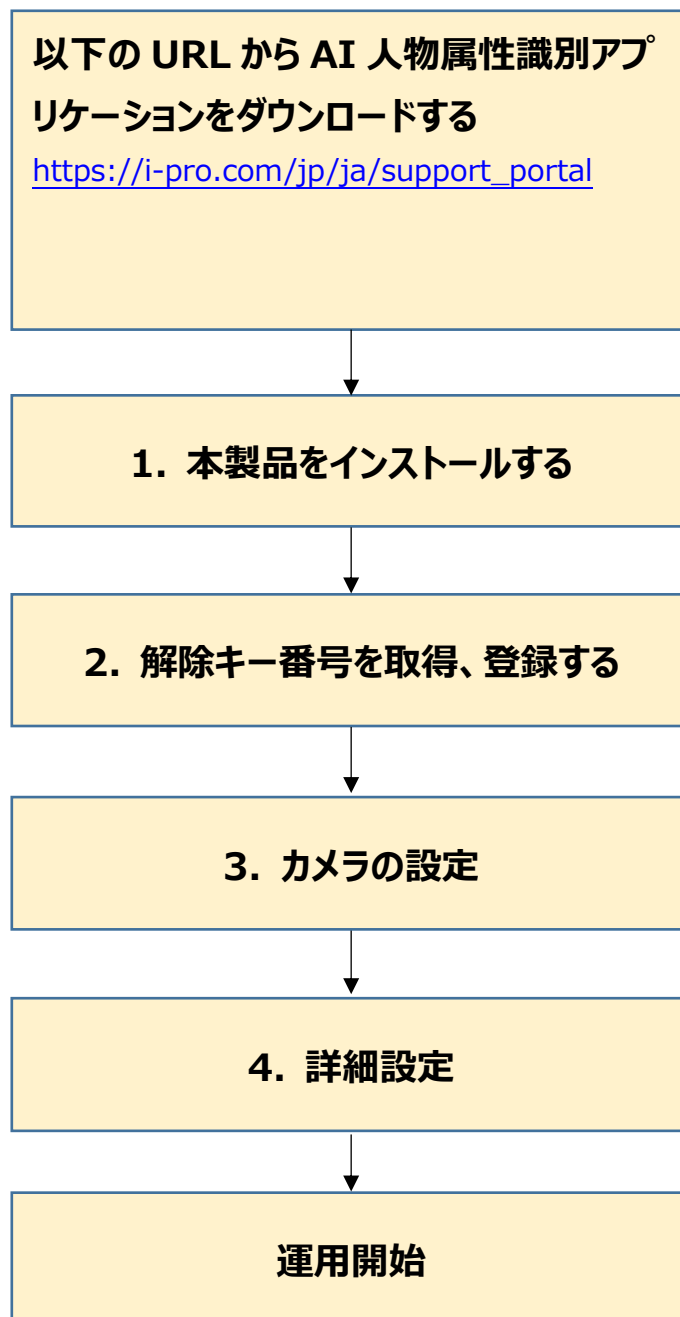 以下の URL から AI 人物属性識別アプ
リケーションをダウンロードする
https://i-pro.com/jp/ja/support_portal
1. 本製品をインストールする
2. 解除キー番号を取得、登録する
3. カメラの設定
4. 詳細設定
運用開始